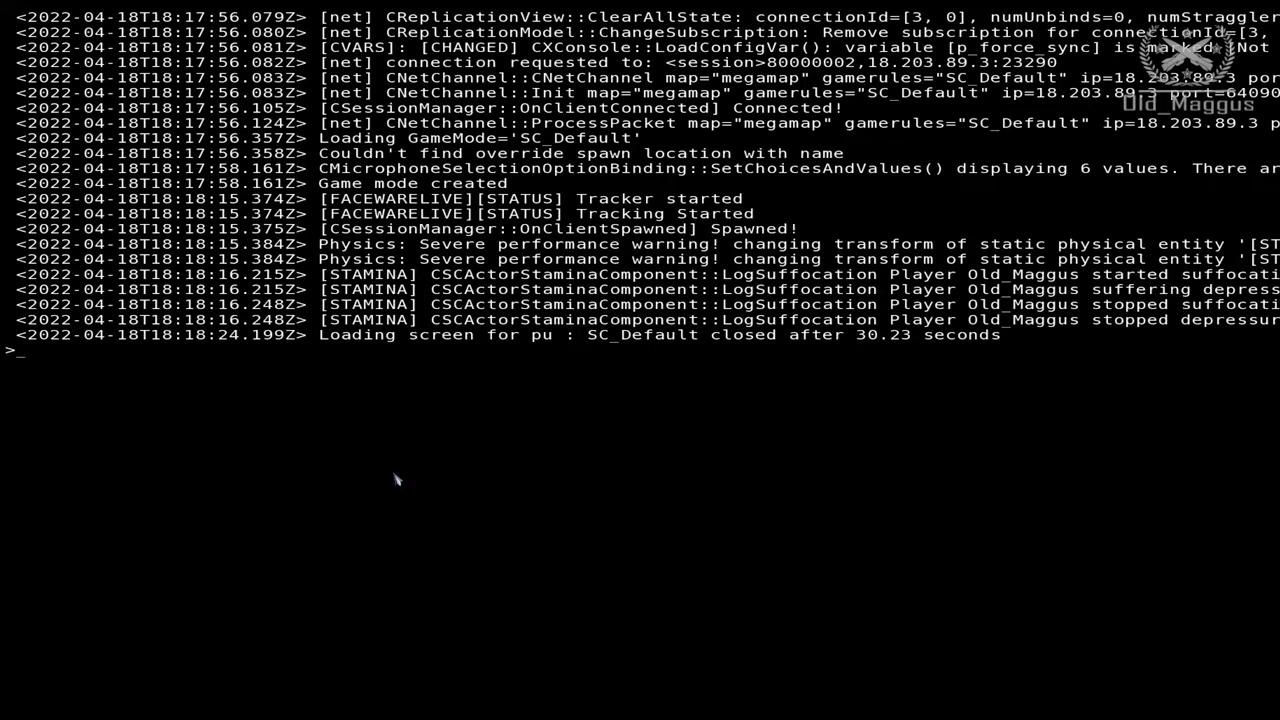 <2022-04-18T18:17:56.079Z> [net] CReplicationView::ClearAllState: connectionId=[3, 0], numUnbinds=0, numStraggler
<2022-04-18T18:17:56.080Z> [net] CReplicationModel::ChangeSubscription: Remove subscription for connectionId=[3,
<2022-04-18T18:17:56.081Z> [CVARS]: [CHANGED] CXConsole::LoadConfigVar(): variable [p_force_sync] is marked [Not
<2022-04-18T18:17:56.082Z> [net] connection requested to: <session>80000002,18.203.89.3:23290
<2022-04-18T18:17:56.083Z> [net] CNetChannel::CNetChannel map="megamap" gamerules="SC_Default" ip=18.203.89.3 por
<2022-04-18T18:17:56.083Z> [net] CNetChannel::Init map="megamap" gamerules="SC_Default" ip=18.203.89.3 port=64090
Old_Maggus
<2022-04-18T18:17:56.105Z> [CSessionManager::OnClientConnected] Connected!
<2022-04-18T18:17:56.124Z> [net] CNetChannel::ProcessPacket map="megamap" gamerules="SC_Default" ip=18.203.89.3 p
<2022-04-18T18:17:56.357Z> Loading GameMode='SC_Default'
<2022-04-18T18:17:56.358Z> Couldn't find override spawn location with name
<2022-04-18T18:17:58.161Z> CMicrophoneSelectionOptionBinding::SetChoicesAndValues() displaying 6 values. There ar
<2022-04-18T18:17:58.161Z> Game mode created
<2022-04-18T18:18:15.374Z> [FACEWARELIVE][STATUS] Tracker started
<2022-04-18T18:18:15.374Z> [FACEWARELIVE][STATUS] Tracking Started
<2022-04-18T18:18:15.375Z> [CSessionManager::OnClientSpawned] Spawned!
<2022-04-18T18:18:15.384Z> Physics: Severe performance warning! changing transform of static physical entity '[ST
<2022-04-18T18:18:15.384Z> Physics: Severe performance warning! changing transform of static physical entity '[ST
<2022-04-18T18:18:16.215Z> [STAMINA] CSCActorStaminaComponent::LogSuffocation Player Old_Maggus started suffocati
<2022-04-18T18:18:16.215Z> [STAMINA] CSCActorStaminaComponent::LogSuffocation Player Old_Maggus suffering depress
<2022-04-18T18:18:16.248Z> [STAMINA] CSCActorStaminaComponent::LogSuffocation Player Old_Maggus stopped suffocati
<2022-04-18T18:18:16.248Z> [STAMINA] CSCActorStaminaComponent::LogSuffocation Player Old_Maggus stopped depressur
<2022-04-18T18:18:24.199Z> Loading screen for pu : SC_Default closed after 30.23 seconds
>_